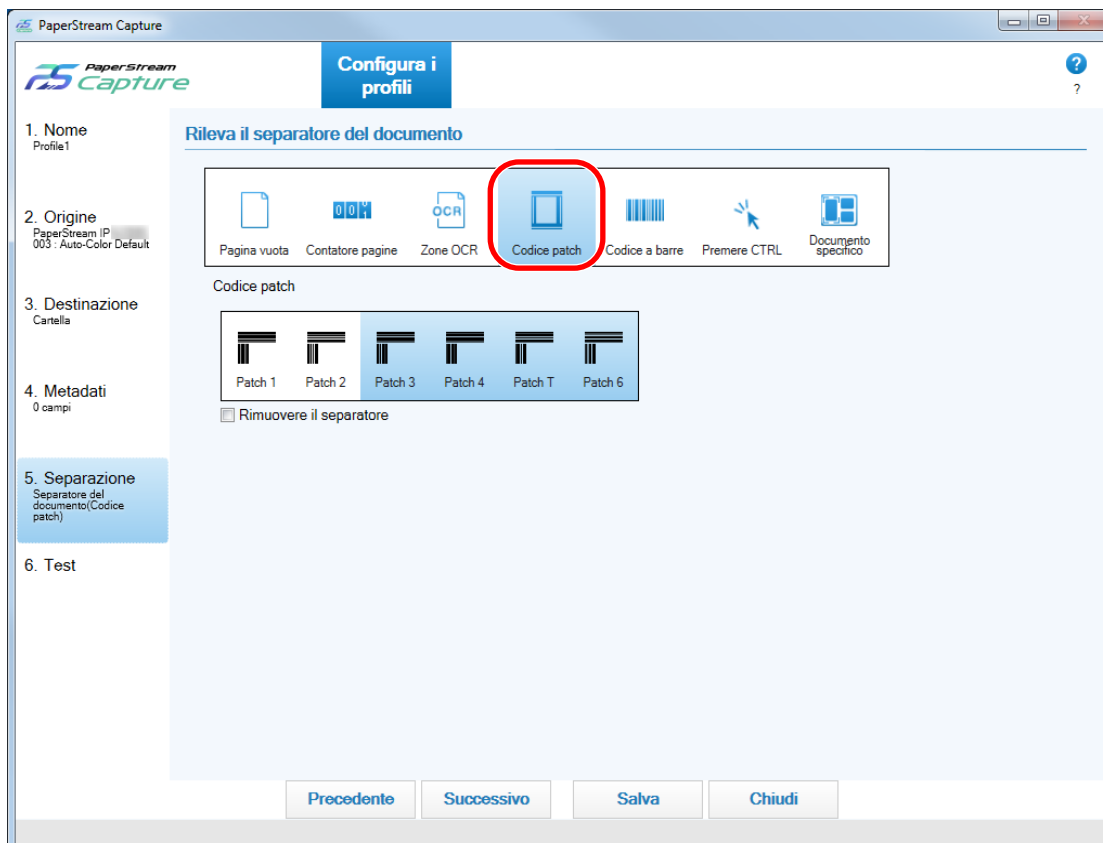 PaperStream Capture
PaperStream
Capture
Configura i
profili
?
?
1. Nome
Profile1
2. Origine
PaperStream IP
003 : Auto-Color Default
3. Destinazione
Cartella
4. Metadati
0 campi
5. Separazione
Separatore del
documento(Codice
patch)
6. Test
Rileva il separatore del documento
OCR
Pagina vuota
Contatore pagine
Zone OCR
Codice patch
Codice a barre
Premere CTRL
Documento
specifico
Codice patch
Patch 1
Patch 2
Patch 3
Patch 4
Patch T
Patch 6
Rimuovere il separatore
Precedente
Successivo
Salva
Chiudi